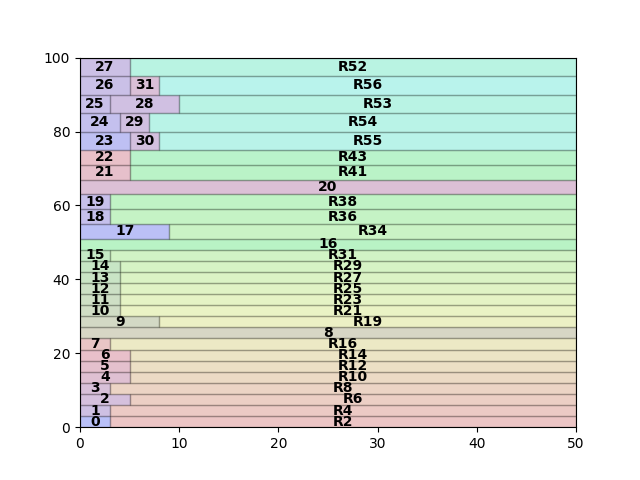 100
27 R52
26 31 R56
25 28 R53
24 29 R54
80
23 30 R55
22 R43
21 R41
20
19 R38
60
18 R36
17 R34
16
15 R31
14 R29
13 R27
40
12 R25
11 R23
10 R21
9 R19
8
7 R16
20
6 R14
5 R12
4 R10
3 R8
2 R6
1 R4
0 R2
0
0 10 20 30 40 50